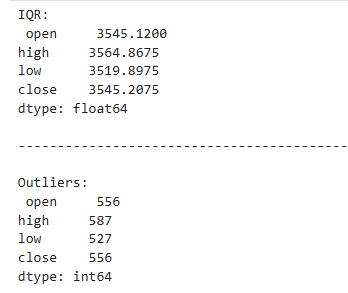 IQR:
open 3545.1200
high 3564.8675
low 3519.8975
close 3545.2075
dtype: float64
------------------------------------------
Outliers:
open 556
high 587
low 527
close 556
dtype: int64